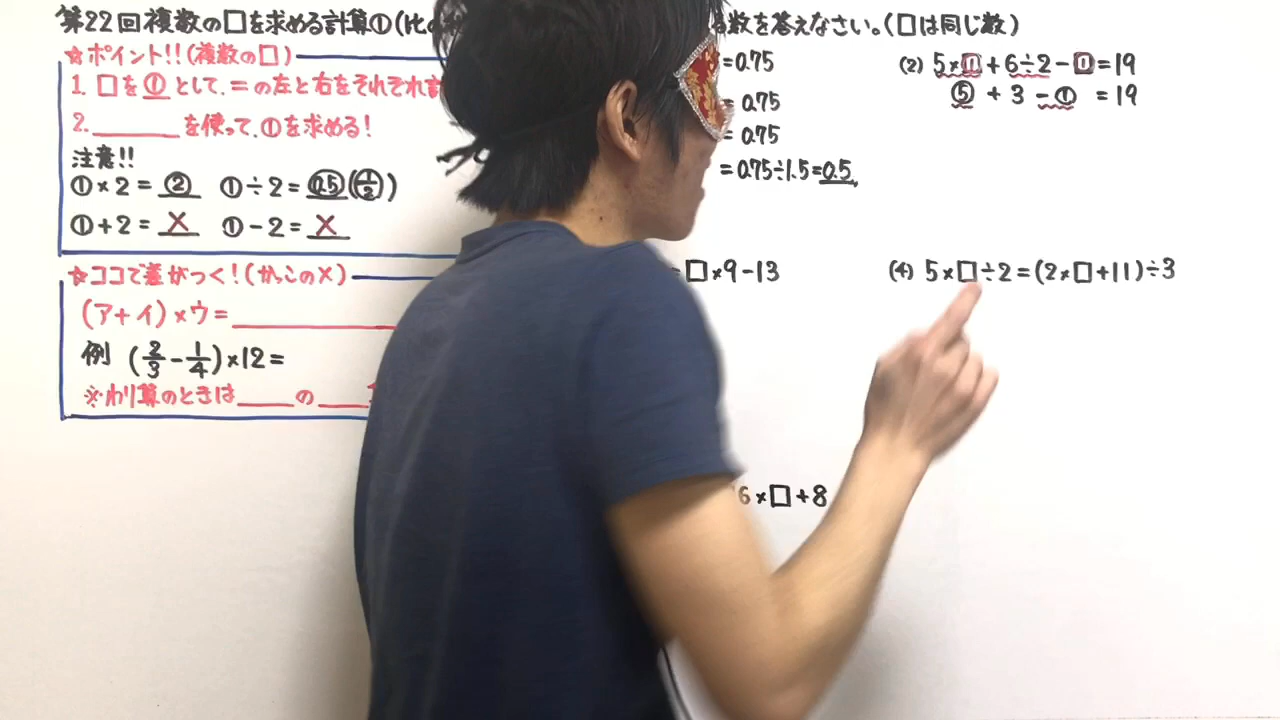 第22回 複数の□を求める計算①(比の
る数を答えなさい。(□は同じ数)
☆ポイント!!(複数の□)
1. □を①として、=の左と右をそれぞれ
2. ______を使って、①を求める!
注意!!
①×2=② ①÷2=0.5(1/2)
①+2=× ①-2=×
☆ココで差がつく!(かっこの×)
(ア+イ)×ウ=
例 (2/3-1/4)×12=
※わり算のときは____の____
=0.75
=0.75
=0.75
=0.75÷1.5=0.5
(2) 5×①+6÷2-①=19
⑤+3-①=19
=□×9-13
(4) 5×□÷2=(2×□+11)÷3
6×□+8